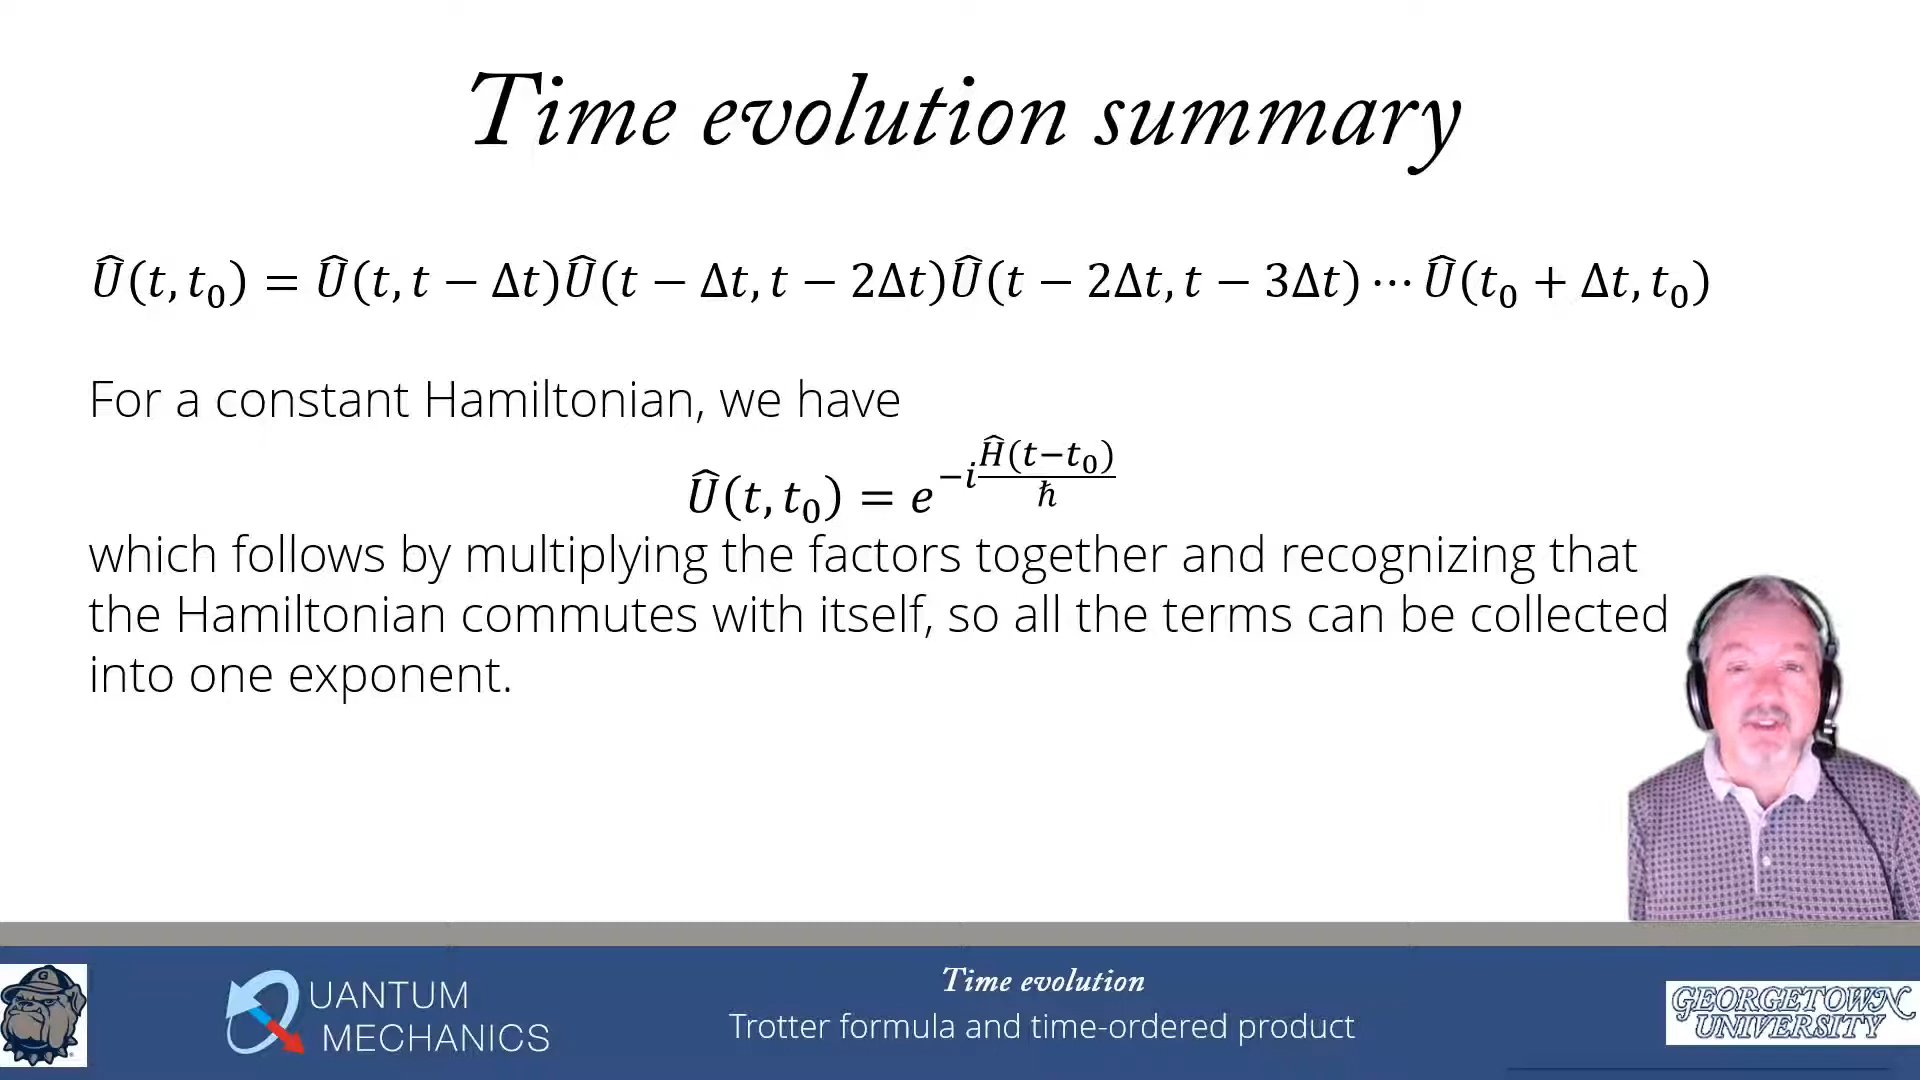 Time evolution summary
Û(t, t₀) = Û(t, t − Δt)Û(t − Δt, t − 2Δt)Û(t − 2Δt, t − 3Δt) ⋯ Û(t₀ + Δt, t₀)
For a constant Hamiltonian, we have
Û(t, t₀) = e^{−i Ĥ(t−t₀)/ℏ}
which follows by multiplying the factors together and recognizing that
the Hamiltonian commutes with itself, so all the terms can be collected
into one exponent.
G
QUANTUM
MECHANICS
Time evolution
Trotter formula and time-ordered product
GEORGETOWN
UNIVERSITY